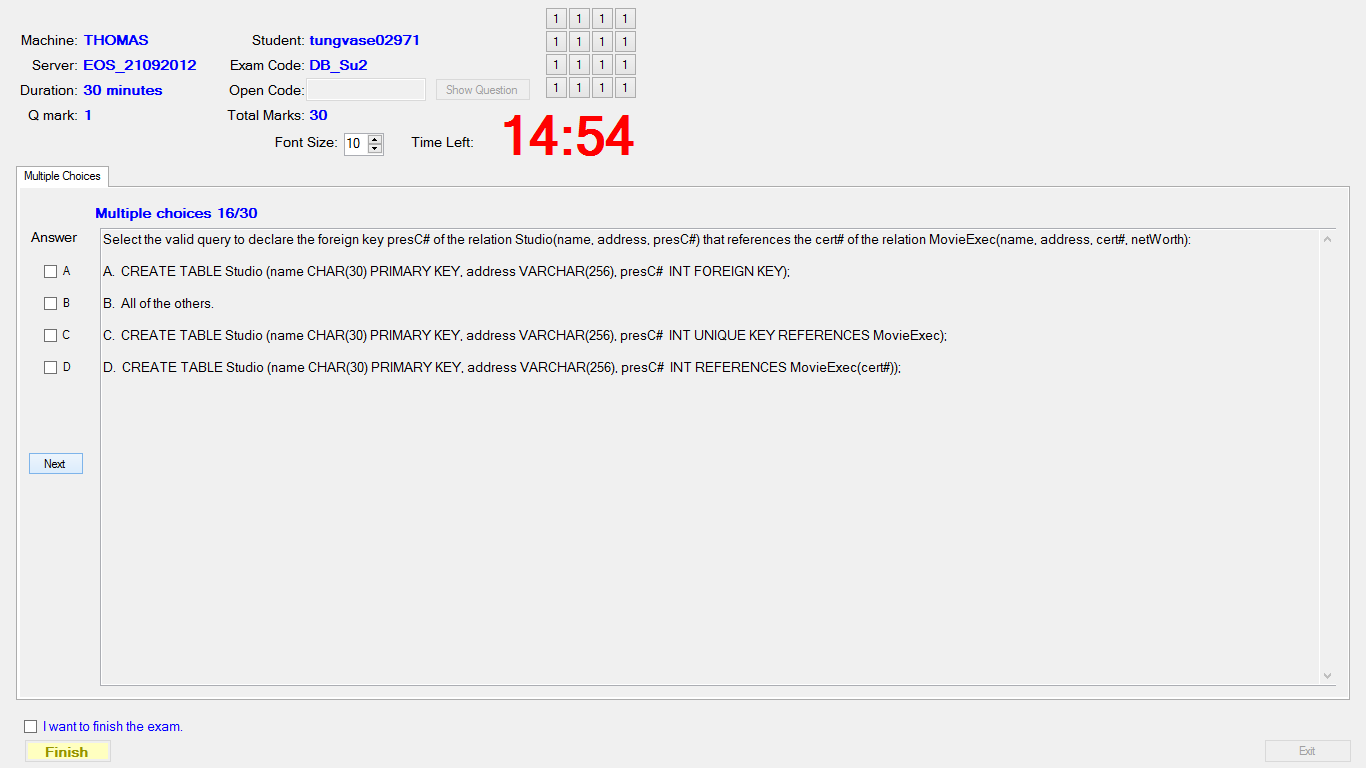 Machine: THOMAS
Student: tungvase02971
Server: EOS_21092012
Exam Code: DB_Su2
Duration: 30 minutes
Open Code:
Show Question
Q mark: 1
Total Marks: 30
1 1 1 1
1 1 1 1
1 1 1 1
1 1 1 1
Font Size: 10
Time Left: 14:54
Multiple Choices
Multiple choices 16/30
Answer
Select the valid query to declare the foreign key presC# of the relation Studio(name, address, presC#) that references the cert# of the relation MovieExec(name, address, cert#, netWorth):
A
A. CREATE TABLE Studio (name CHAR(30) PRIMARY KEY, address VARCHAR(256), presC# INT FOREIGN KEY);
B
B. All of the others.
C
C. CREATE TABLE Studio (name CHAR(30) PRIMARY KEY, address VARCHAR(256), presC# INT UNIQUE KEY REFERENCES MovieExec);
D
D. CREATE TABLE Studio (name CHAR(30) PRIMARY KEY, address VARCHAR(256), presC# INT REFERENCES MovieExec(cert#));
Next
I want to finish the exam.
Finish
Exit